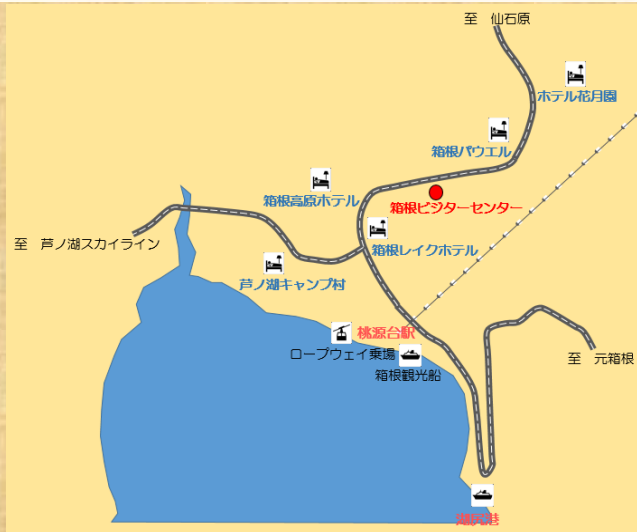 至 仙石原
ホテル花月園
箱根パウエル
箱根高原ホテル
箱根ビジターセンター
至 芦ノ湖スカイライン
箱根レイクホテル
芦ノ湖キャンプ村
桃源台駅
ロープウェイ乗場
至 元箱根
箱根観光船
湖尻港